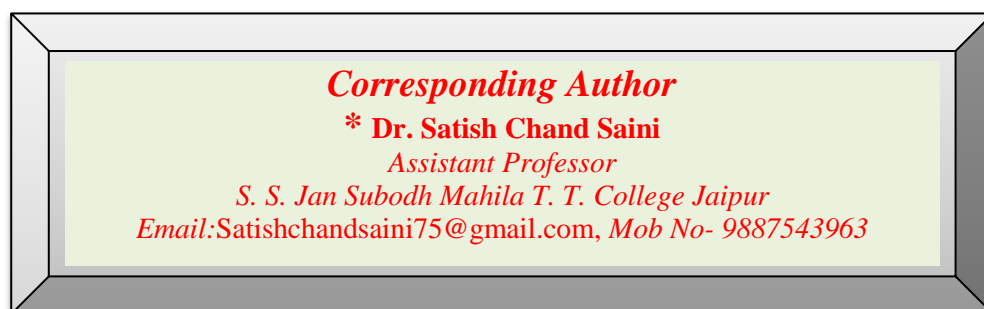 Corresponding Author
* Dr. Satish Chand Saini
Assistant Professor
S. S. Jan Subodh Mahila T. T. College Jaipur
Email:Satishchandsaini75@gmail.com, Mob No- 9887543963